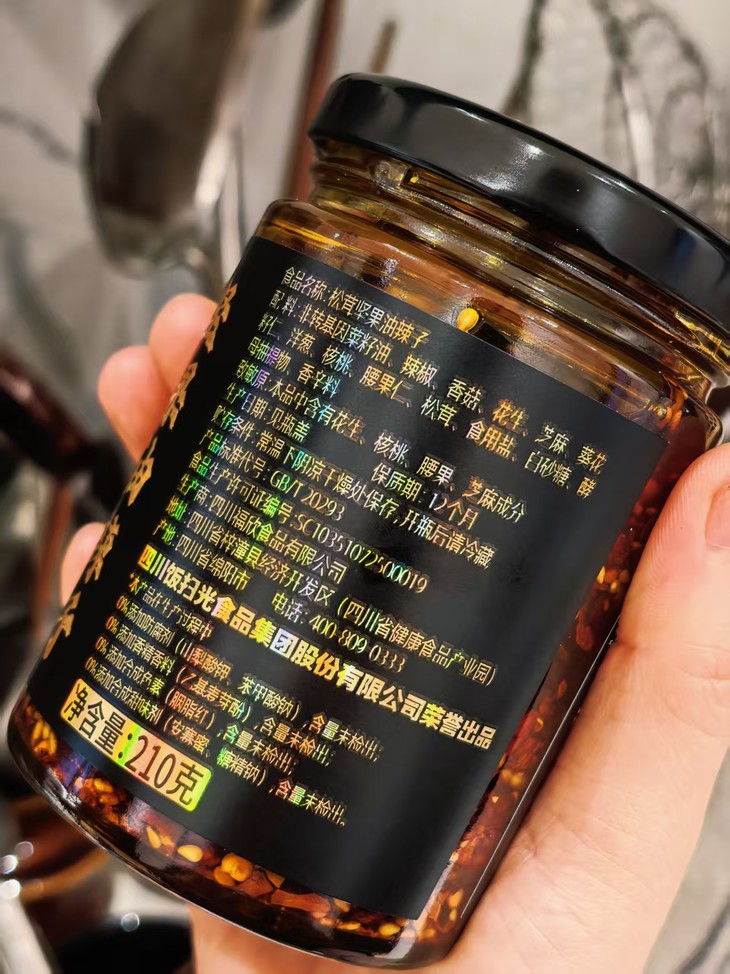 食品名称:松茸坚果油辣子
配料:非转基因菜籽油、辣椒、香菇、花生、芝麻、葵花
籽仁、洋葱、核桃、腰果仁、松茸、食用盐、白砂糖、酵
母抽提物、香辛料
致敏原:本品中含有花生、核桃、腰果、芝麻成分
生产日期:见瓶盖 保质期:12个月
贮存条件:常温下阴凉干燥处保存,开瓶后请冷藏
产品标准代号:GB/T20293
食品生产许可证编号:SC10351072500019
生产商:四川福欣食品有限公司
地址:四川省梓潼县经济开发区(四川省健康食品产业园)
产地:四川省绵阳市 电话:400-809-0333
四川饭扫光食品集团股份有限公司荣誉出品
产品在生产过程中
0%添加防腐剂(山梨酸钾、苯甲酸钠),含量未检出;
0%添加香精香料(乙基麦芽酚),含量未检出;
0%添加合成色素(胭脂红),含量未检出;
0%添加合成甜味剂(安赛蜜、糖精钠),含量未检出。
净含量:210克